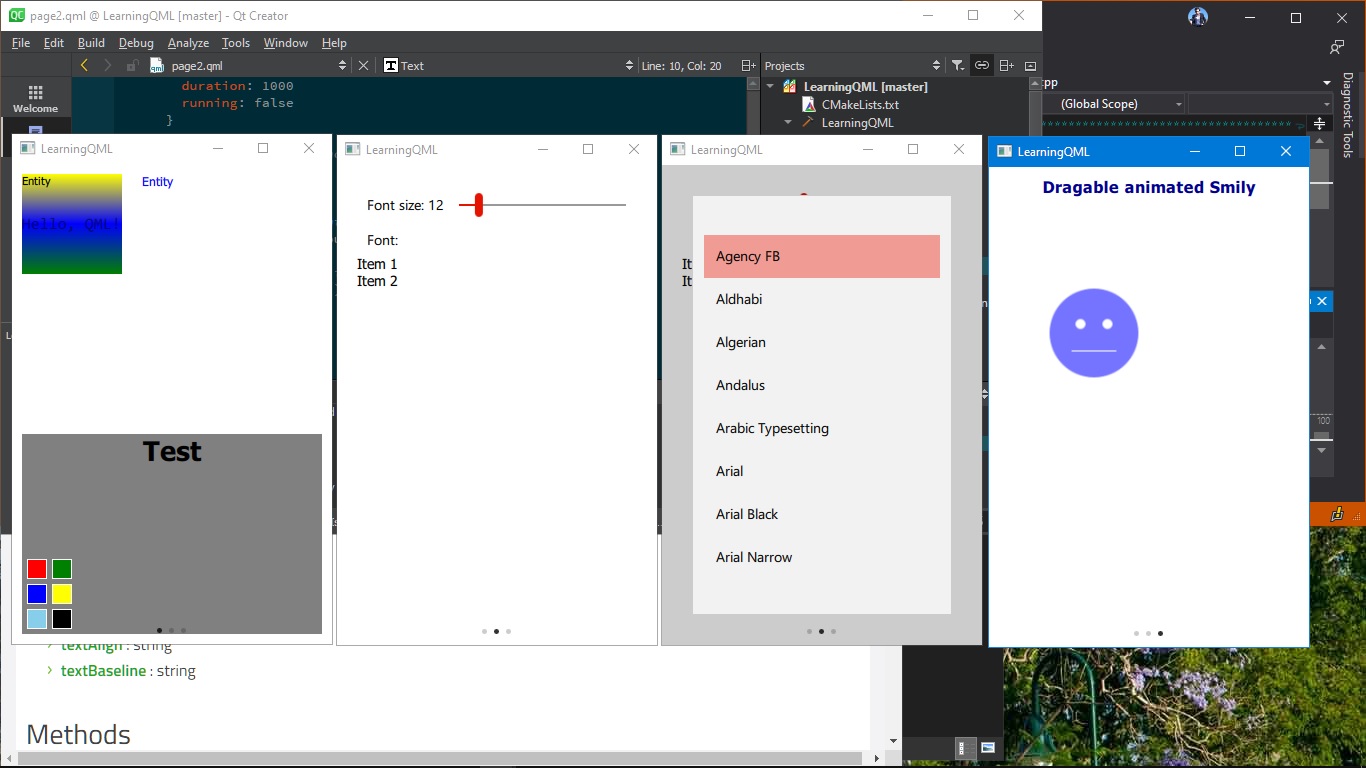 page2.qml @ LearningQML [master] - Qt Creator
File Edit Build Debug Analyze Tools Window Help
page2.qml
Text
Line: 10, Col: 20
Projects
Welcome
duration: 1000
running: false
}
LearningQML [master]
CMakeLists.txt
LearningQML
cpp
(Global Scope)
Diagnostic Tools
100
LearningQML
Entity
Entity
Hello, QML!
Test
LearningQML
Font size: 12
Font:
Item 1
Item 2
LearningQML
It
It
Agency FB
Aldhabi
Algerian
Andalus
Arabic Typesetting
Arial
Arial Black
Arial Narrow
LearningQML
Dragable animated Smily
textAlign : string
textBaseline : string
Methods